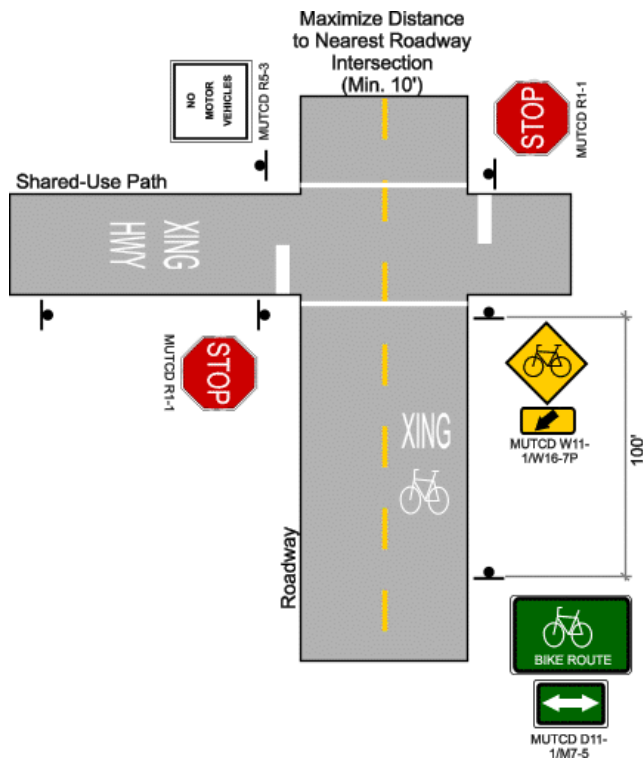 Maximize Distance
to Nearest Roadway
Intersection
(Min. 10')
NO
MOTOR
VEHICLES
MUTCD R5-3
STOP
MUTCD R1-1
Shared-Use Path
XING
HWY
STOP
MUTCD R1-1
XING
MUTCD W11-
1/W16-7P
100'
Roadway
BIKE ROUTE
MUTCD D11-
1/M7-5